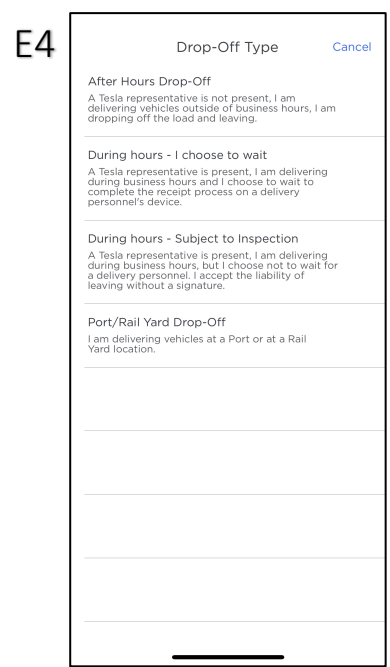 E4
Drop-Off Type
Cancel
After Hours Drop-Off
A Tesla representative is not present, I am
delivering vehicles outside of business hours, I am
dropping off the load and leaving.
During hours - I choose to wait
A Tesla representative is present, I am delivering
during business hours and I choose to wait to
complete the receipt process on a delivery
personnel's device.
During hours - Subject to Inspection
A Tesla representative is present, I am delivering
during business hours, but I choose not to wait for
a delivery personnel. I accept the liability of
leaving without a signature.
Port/Rail Yard Drop-Off
I am delivering vehicles at a Port or at a Rail
Yard location.